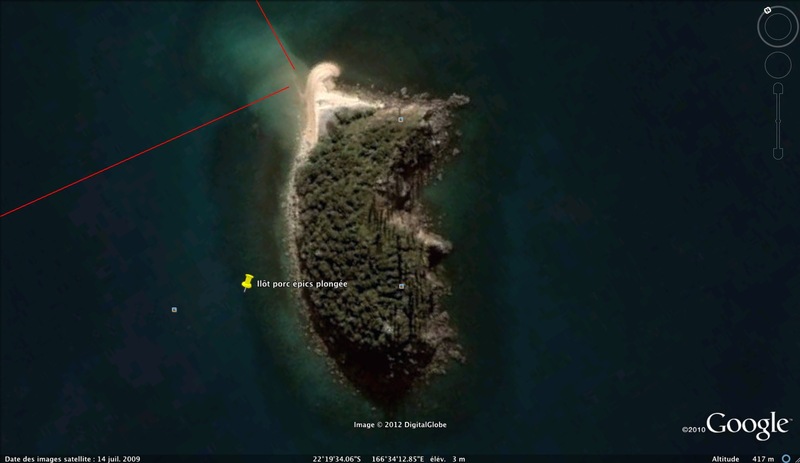 Ilôt porc épics plongée
Image © 2012 DigitalGlobe
©2010 Google
Date des images satellite : 14 juil. 2009 22°19'34.06"S 166°34'12.85"E élév. 3 m Altitude 417 m